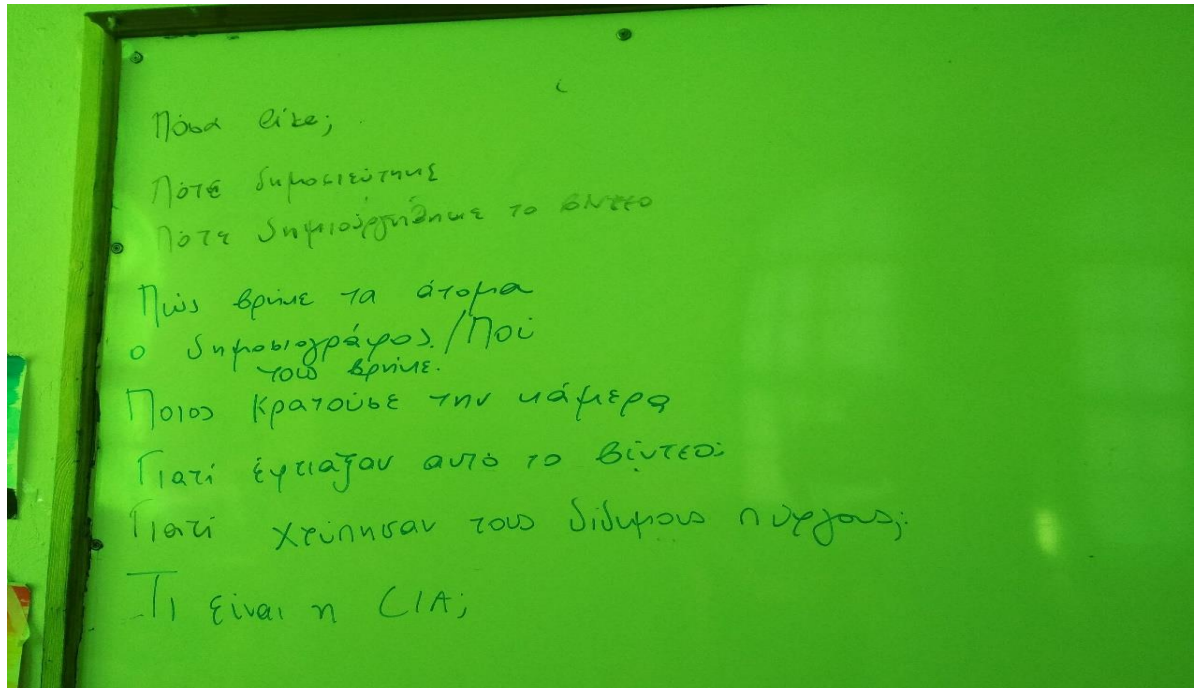 Πόσα like;
Πότε δημοσιεύτηκε
Πότε δημιουργήθηκε το βίντεο
Πώς βρήκε τα άτομα
ο δημοσιογράφος/Πού
τους βρήκε.
Ποιος κρατούσε την κάμερα
Γιατί έφτιαξαν αυτό το βίντεο;
Γιατί χτύπησαν τους δίδυμους πύργους;
Τι είναι η CIA;